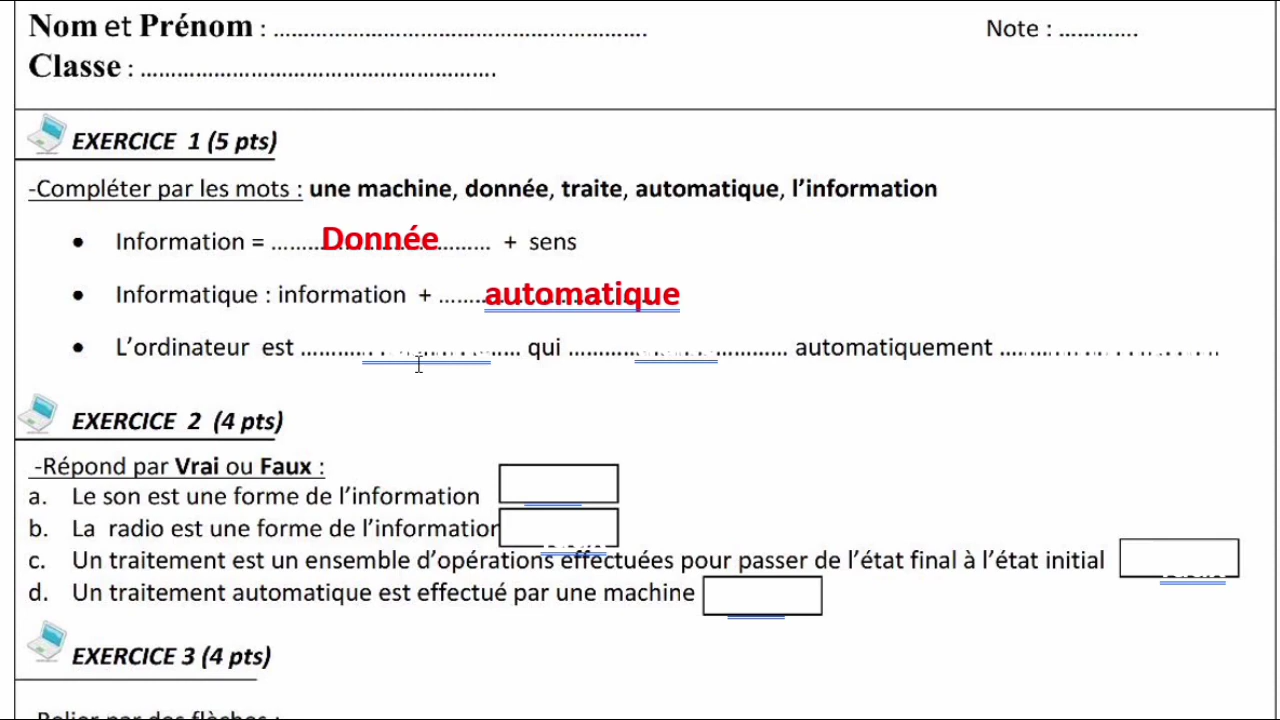 Nom et Prénom : ……………………………………………………. Note : ………….
Classe : ………………………………………………….
EXERCICE 1 (5 pts)
-Compléter par les mots : une machine, donnée, traite, automatique, l’information
Information = ……..Donnée…….. + sens
Informatique : information + …….automatique
L’ordinateur est ……………………………… qui ……………………………… automatiquement ………………………………
EXERCICE 2 (4 pts)
-Répond par Vrai ou Faux :
a. Le son est une forme de l’information
b. La radio est une forme de l’information
c. Un traitement est un ensemble d’opérations effectuées pour passer de l’état final à l’état initial
d. Un traitement automatique est effectué par une machine
EXERCICE 3 (4 pts)
-Relier par des flèches :